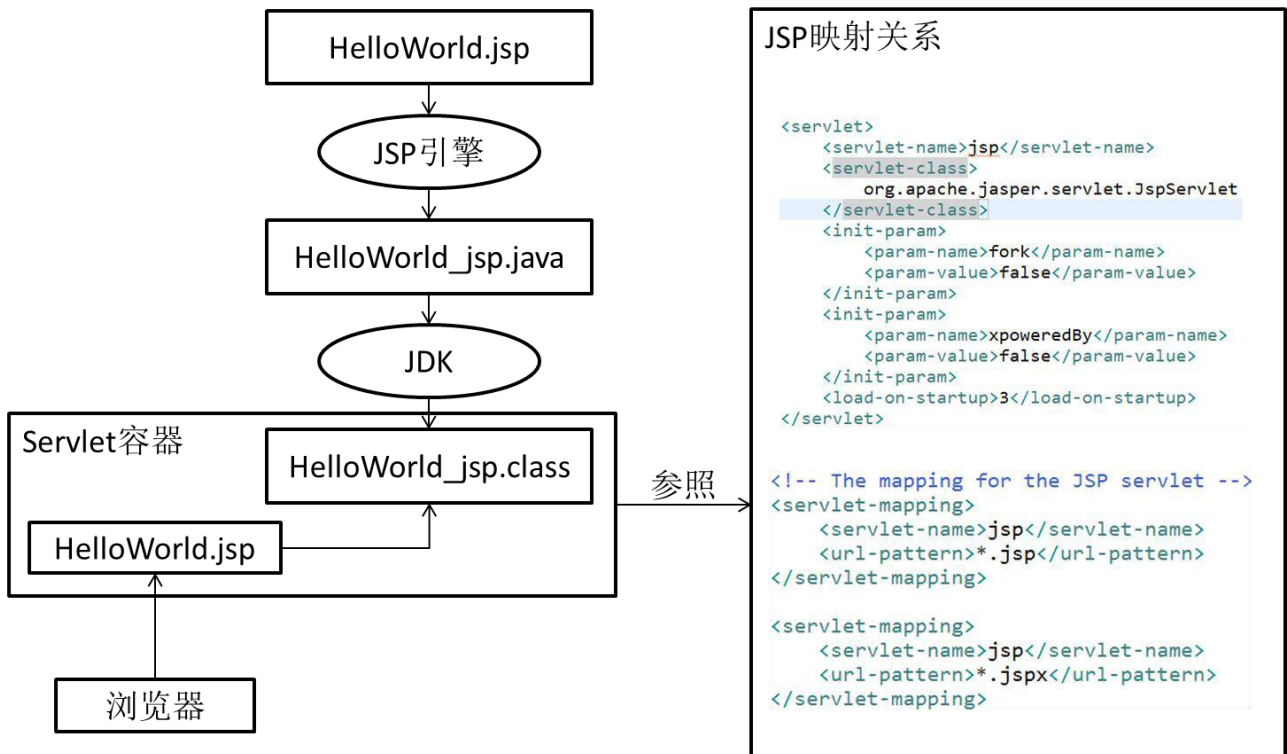 HelloWorld.jsp
JSP引擎
HelloWorld_jsp.java
JDK
Servlet容器
HelloWorld_jsp.class
HelloWorld.jsp
浏览器
参照
JSP映射关系
<servlet>
<servlet-name>jsp</servlet-name>
<servlet-class>
org.apache.jasper.servlet.JspServlet
</servlet-class>
<init-param>
<param-name>fork</param-name>
<param-value>false</param-value>
</init-param>
<init-param>
<param-name>xpoweredBy</param-name>
<param-value>false</param-value>
</init-param>
<load-on-startup>3</load-on-startup>
</servlet>
<!-- The mapping for the JSP servlet -->
<servlet-mapping>
<servlet-name>jsp</servlet-name>
<url-pattern>*.jsp</url-pattern>
</servlet-mapping>
<servlet-mapping>
<servlet-name>jsp</servlet-name>
<url-pattern>*.jspx</url-pattern>
</servlet-mapping>